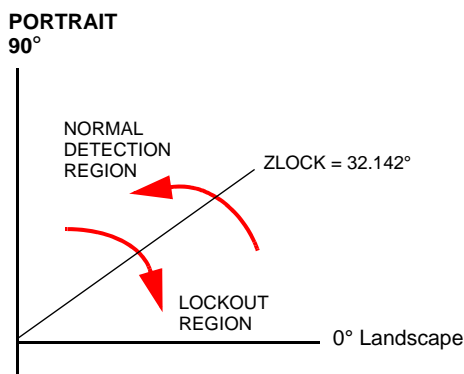 PORTRAIT
90°
NORMAL
DETECTION
REGION
ZLOCK = 32.142°
LOCKOUT
REGION
0° Landscape